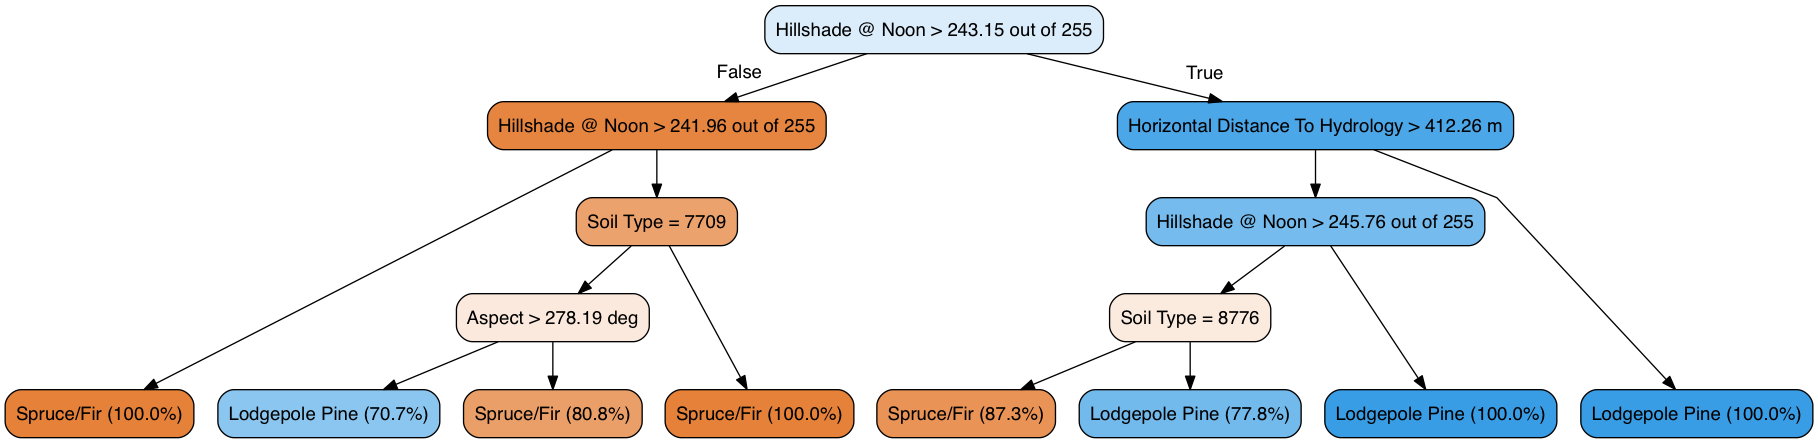 Hillshade @ Noon > 243.15 out of 255
False
True
Hillshade @ Noon > 241.96 out of 255
Horizontal Distance To Hydrology > 412.26 m
Soil Type = 7709
Hillshade @ Noon > 245.76 out of 255
Aspect > 278.19 deg
Soil Type = 8776
Spruce/Fir (100.0%)
Lodgepole Pine (70.7%)
Spruce/Fir (80.8%)
Spruce/Fir (100.0%)
Spruce/Fir (87.3%)
Lodgepole Pine (77.8%)
Lodgepole Pine (100.0%)
Lodgepole Pine (100.0%)